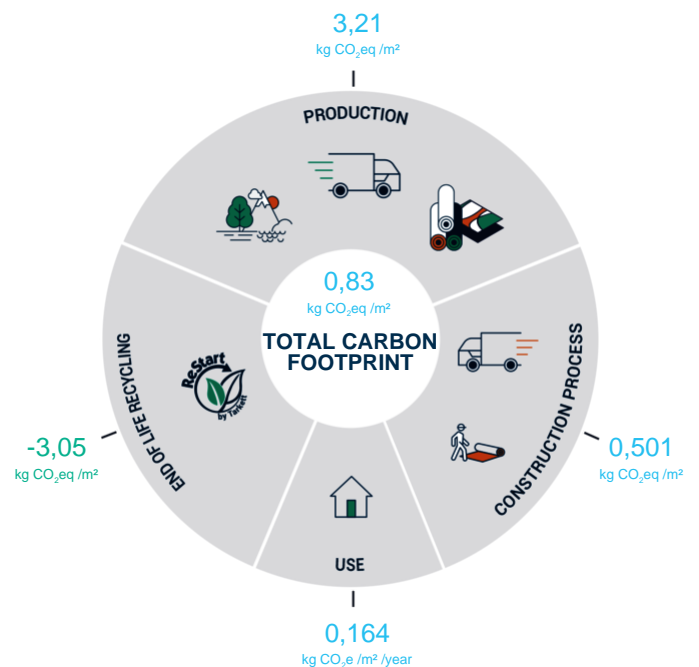 3,21
kg CO₂eq /m²
PRODUCTION
0,83
kg CO₂eq /m²
TOTAL CARBON
FOOTPRINT
CONSTRUCTION PROCESS
0,501
kg CO₂eq /m²
USE
0,164
kg CO₂e /m² /year
END OF LIFE RECYCLING
-3,05
kg CO₂eq /m²
ReStart
by Tarkett